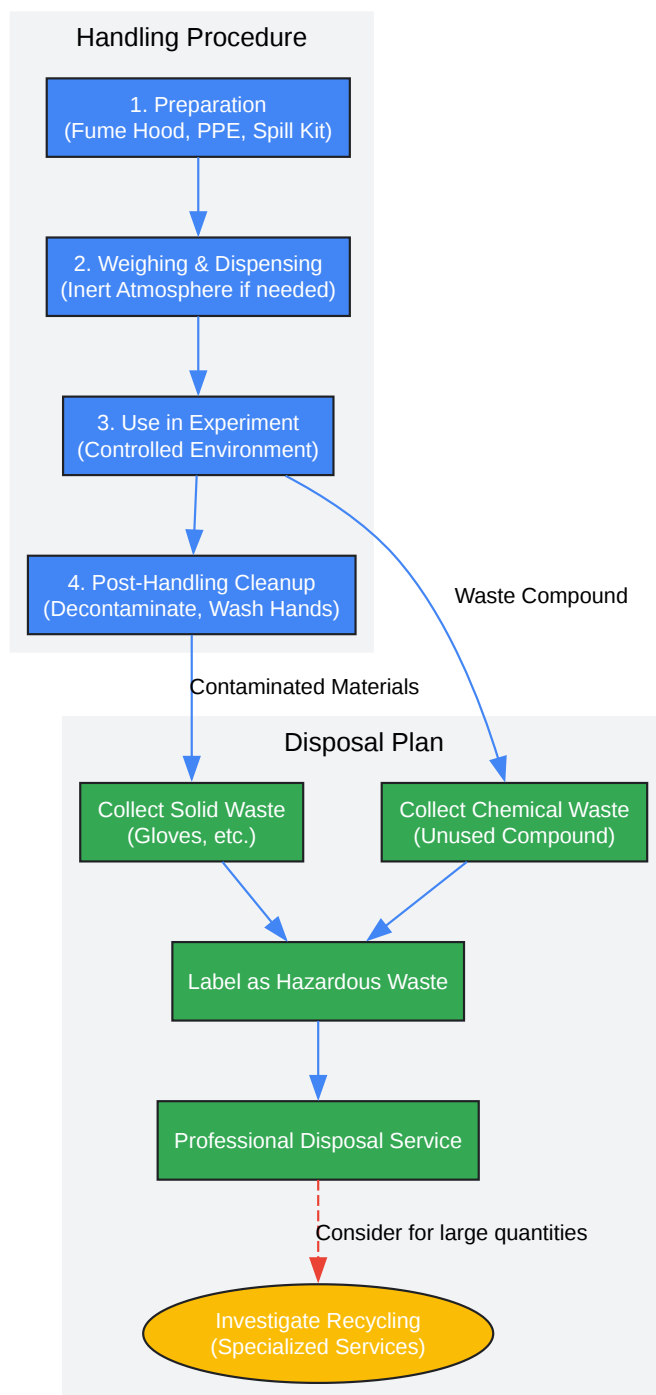 Handling Procedure
1. Preparation
(Fume Hood, PPE, Spill Kit)
2. Weighing & Dispensing
(Inert Atmosphere if needed)
3. Use in Experiment
(Controlled Environment)
4. Post-Handling Cleanup
(Decontaminate, Wash Hands)
Waste Compound
Contaminated Materials
Disposal Plan
Collect Solid Waste
(Gloves, etc.)
Collect Chemical Waste
(Unused Compound)
Label as Hazardous Waste
Professional Disposal Service
Consider for large quantities
Investigate Recycling
(Specialized Services)